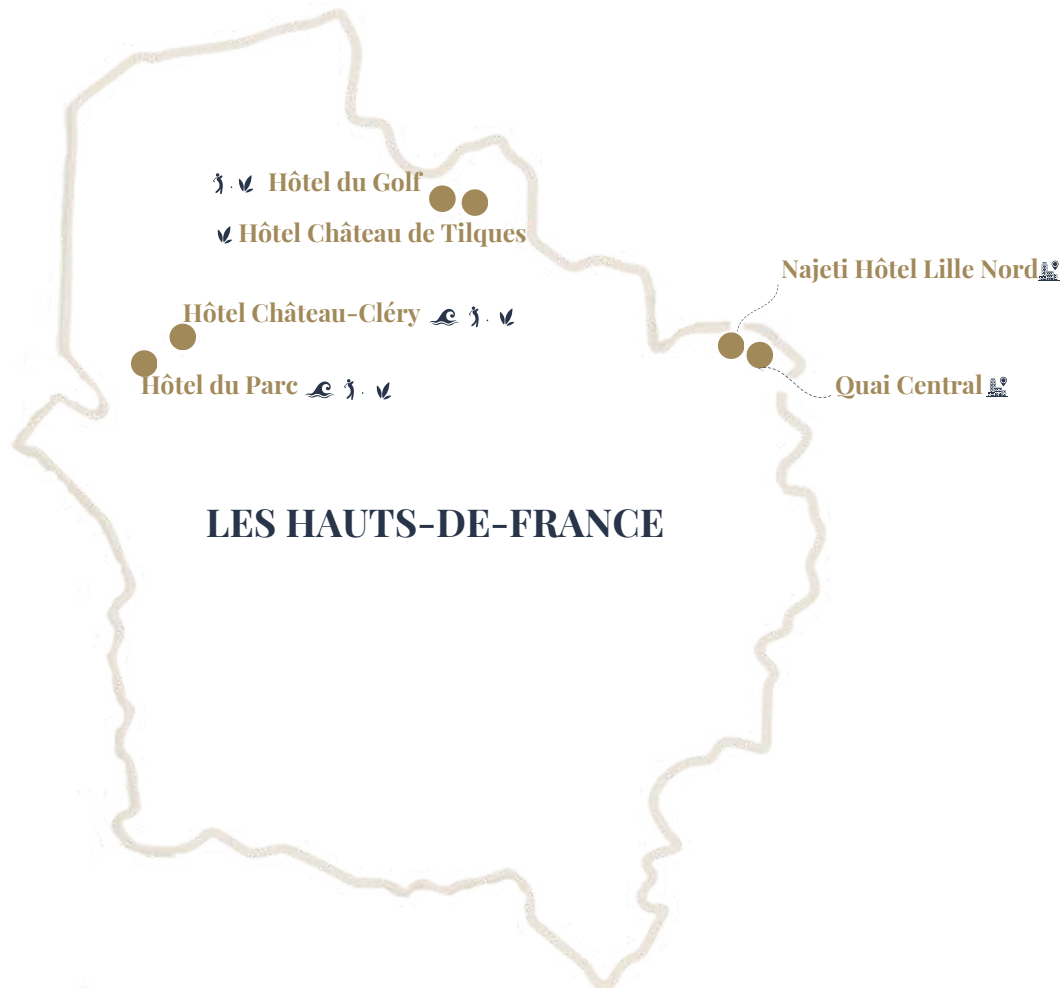 Hôtel du Golf
Hôtel Château de Tilques
Najeti Hôtel Lille Nord
Hôtel Château-Cléry
Hôtel du Parc
Quai Central
LES HAUTS-DE-FRANCE